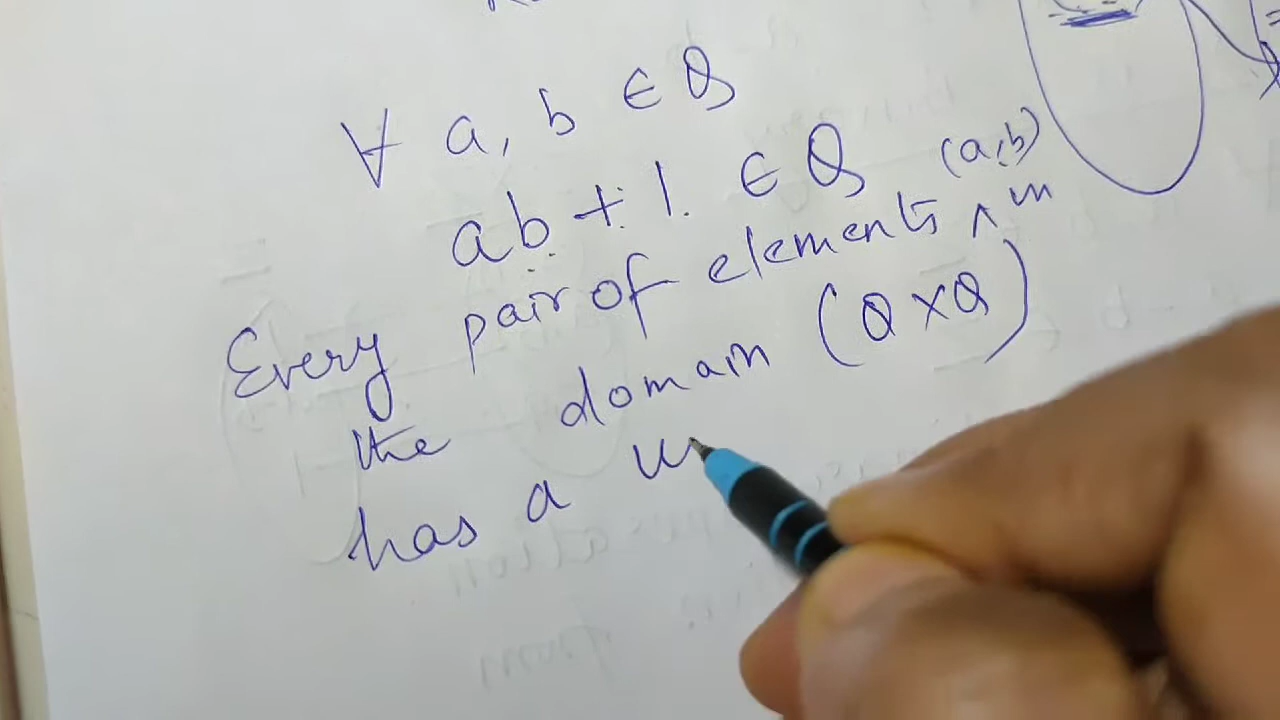 ∀ a, b ∈ Q
ab + 1 ∈ Q
Every pair of elements ^ (a,b) in
the domain (Q × Q)
has a